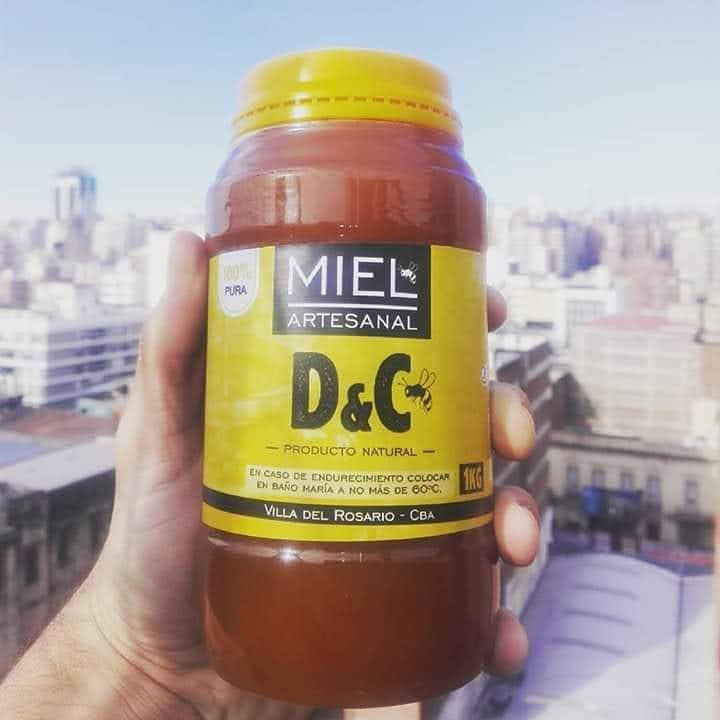 100%
PURA
MIEL
ARTESANAL
D&C
PRODUCTO NATURAL
EN CASO DE ENDURECIMIENTO COLOCAR
EN BAÑO MARÍA A NO MÁS DE 60ºC.
1KG
VILLA DEL ROSARIO - CBA